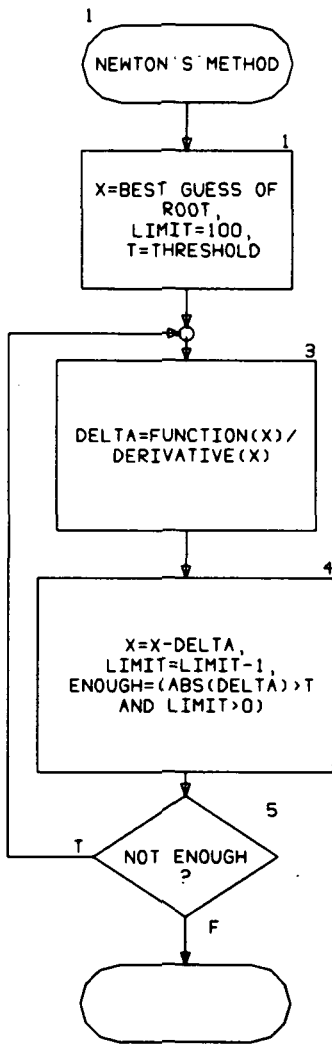 1
NEWTON'S METHOD
1
X=BEST GUESS OF
ROOT,
LIMIT=100,
T=THRESHOLD
3
DELTA=FUNCTION(X)/
DERIVATIVE(X)
4
X=X-DELTA,
LIMIT=LIMIT-1,
ENOUGH=(ABS(DELTA)>T
AND LIMIT>0)
5
T
NOT ENOUGH
?
F